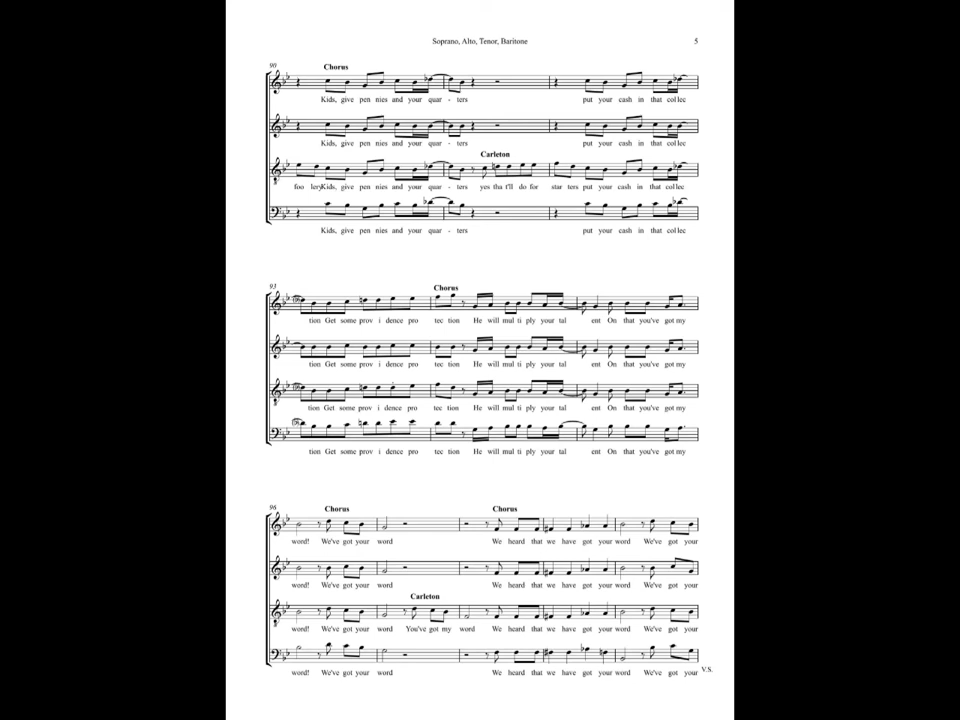 Soprano, Alto, Tenor, Baritone 5
90 Chorus
Kids, give pen nies and your quar - ters put your cash in that collec
Kids, give pen nies and your quar - ters put your cash in that collec
Carleton
foo leryKids, give pen nies and your quar - ters yes that'll do for star ters put your cash in that collec
Kids, give pen nies and your quar - ters put your cash in that collec
93 Chorus
tion Get some prov i dence pro tec tion He will mul ti ply your tal ent On that you've got my
tion Get some prov i dence pro tec tion He will mul ti ply your tal ent On that you've got my
tion Get some prov i dence pro tec tion He will mul ti ply your tal ent On that you've got my
tion Get some prov i dence pro tec tion He will mul ti ply your tal ent On that you've got my
96 Chorus Chorus
word! We've got your word We heard that we have got your word We've got your
word! We've got your word We heard that we have got your word We've got your
Carleton
word! We've got your word You've got my word We heard that we have got your word We've got your
word! We've got your word We heard that we have got your word We've got your
V.S.